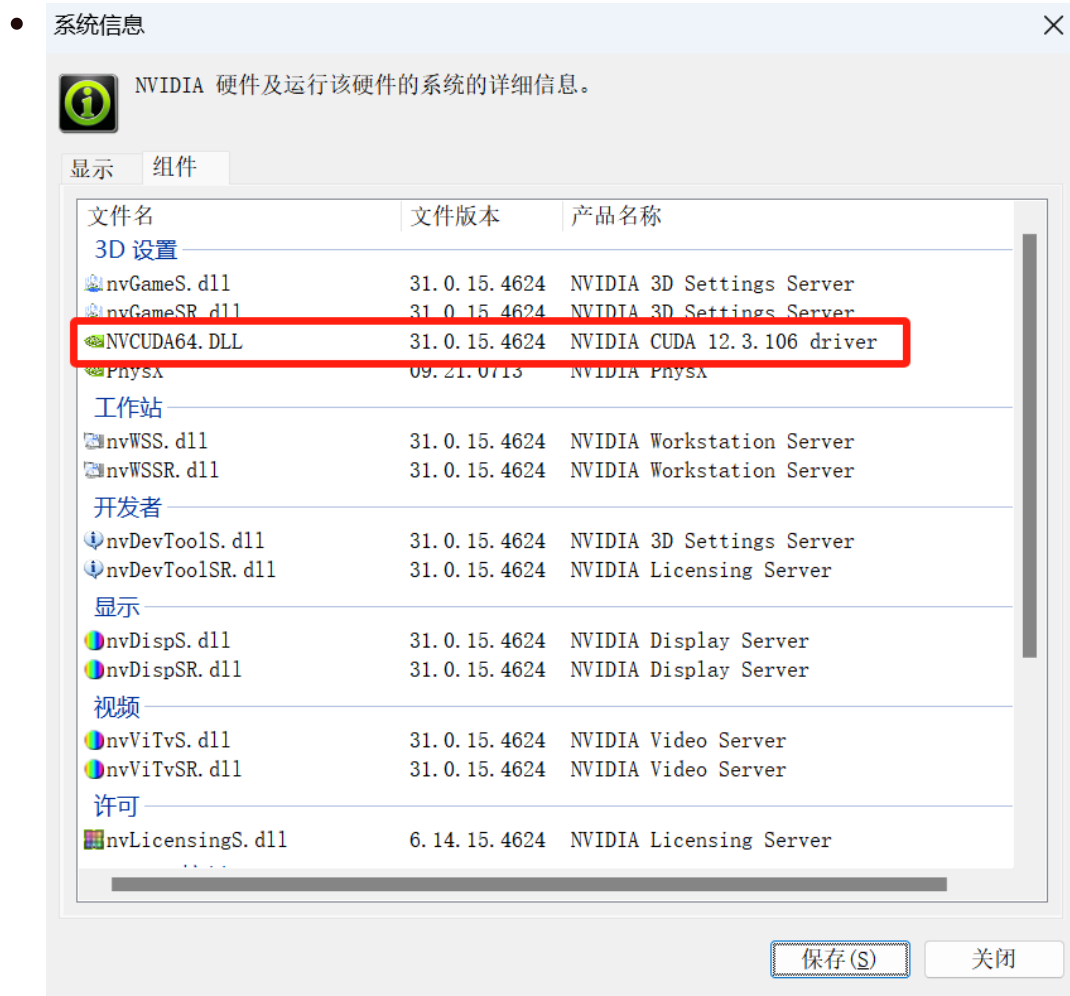 系统信息
NVIDIA 硬件及运行该硬件的系统的详细信息。
显示 组件
文件名 文件版本 产品名称
3D 设置
nvGameS.dll 31.0.15.4624 NVIDIA 3D Settings Server
nvGameSR.dll 31.0.15.4624 NVIDIA 3D Settings Server
NVCUDA64.DLL 31.0.15.4624 NVIDIA CUDA 12.3.106 driver
PhysX 09.21.0713 NVIDIA PhysX
工作站
nvWSS.dll 31.0.15.4624 NVIDIA Workstation Server
nvWSSR.dll 31.0.15.4624 NVIDIA Workstation Server
开发者
nvDevToolS.dll 31.0.15.4624 NVIDIA 3D Settings Server
nvDevToolSR.dll 31.0.15.4624 NVIDIA Licensing Server
显示
nvDispS.dll 31.0.15.4624 NVIDIA Display Server
nvDispSR.dll 31.0.15.4624 NVIDIA Display Server
视频
nvViTvS.dll 31.0.15.4624 NVIDIA Video Server
nvViTvSR.dll 31.0.15.4624 NVIDIA Video Server
许可
nvLicensingS.dll 6.14.15.4624 NVIDIA Licensing Server
保存(S) 关闭